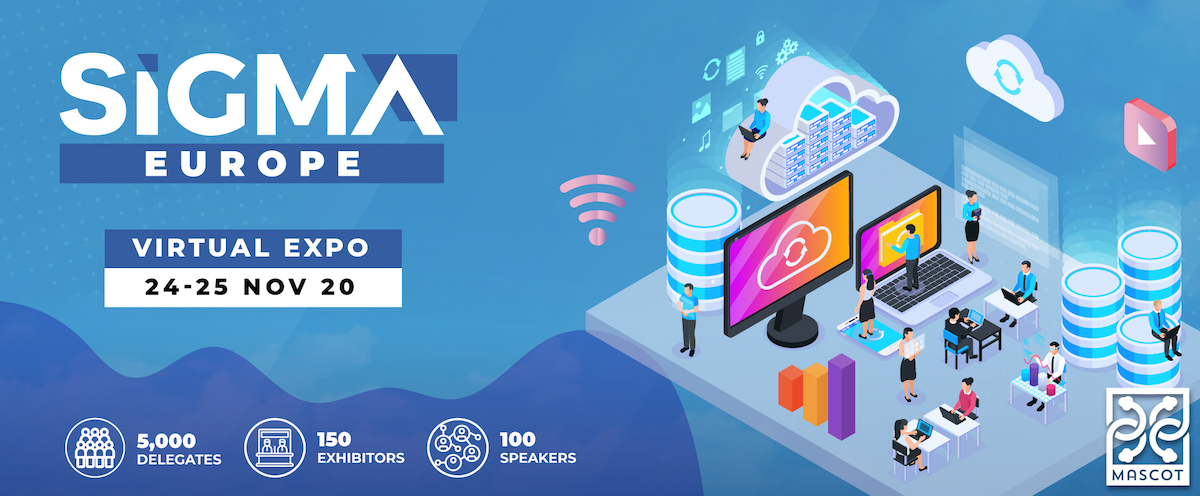 SiGMA
EUROPE
VIRTUAL EXPO
24-25 NOV 20
5,000
DELEGATES
150
EXHIBITORS
100
SPEAKERS
MASCOT